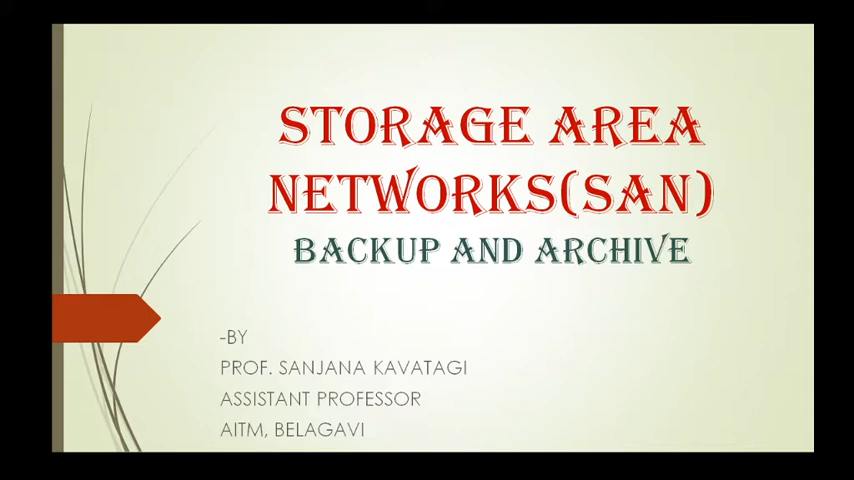 STORAGE AREA
NETWORKS(SAN)
BACKUP AND ARCHIVE
-BY
PROF. SANJANA KAVATAGI
ASSISTANT PROFESSOR
AITM, BELAGAVI